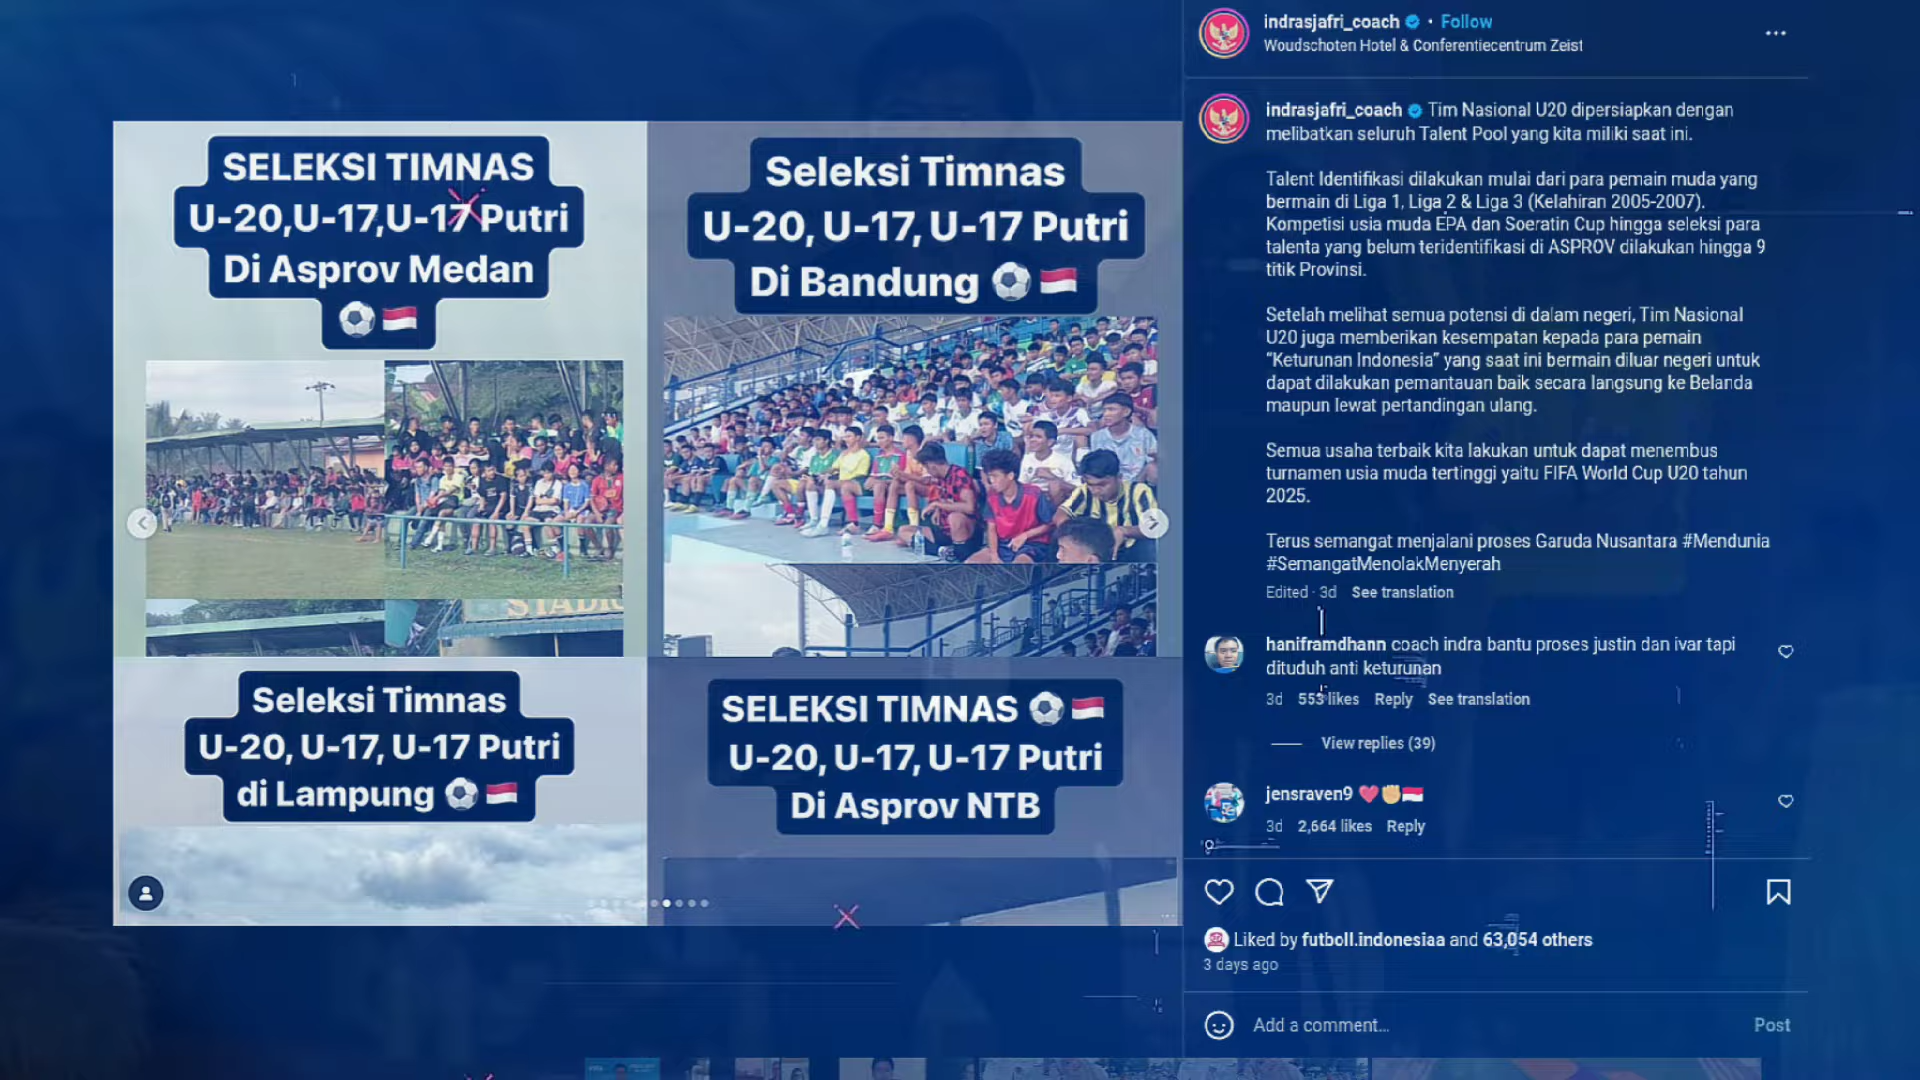 SELEKSI TIMNAS
U-20,U-17,U-17 Putri
Di Asprov Medan
Seleksi Timnas
U-20, U-17, U-17 Putri
Di Bandung
STADI
Seleksi Timnas
U-20, U-17, U-17 Putri
di Lampung
SELEKSI TIMNAS
U-20, U-17, U-17 Putri
Di Asprov NTB
indrasjafri_coach • Follow
Woudschoten Hotel & Conferentiecentrum Zeist
indrasjafri_coach Tim Nasional U20 dipersiapkan dengan
melibatkan seluruh Talent Pool yang kita miliki saat ini.
Talent Identifikasi dilakukan mulai dari para pemain muda yang
bermain di Liga 1, Liga 2 & Liga 3 (Kelahiran 2005-2007).
Kompetisi usia muda EPA dan Soeratin Cup hingga seleksi para
talenta yang belum teridentifikasi di ASPROV dilakukan hingga 9
titik Provinsi.
Setelah melihat semua potensi di dalam negeri, Tim Nasional
U20 juga memberikan kesempatan kepada para pemain
“Keturunan Indonesia” yang saat ini bermain diluar negeri untuk
dapat dilakukan pemantauan baik secara langsung ke Belanda
maupun lewat pertandingan ulang.
Semua usaha terbaik kita lakukan untuk dapat menembus
turnamen usia muda tertinggi yaitu FIFA World Cup U20 tahun
2025.
Terus semangat menjalani proses Garuda Nusantara #Mendunia
#SemangatMenolakMenyerah
Edited · 3d See translation
haniframdhann coach indra bantu proses justin dan ivar tapi
dituduh anti keturunan
3d 553 likes Reply See translation
View replies (39)
jensraven9 ❤️✊🇮🇩
3d 2,664 likes Reply
Liked by futboll.indonesiaa and 63,054 others
3 days ago
Add a comment...
Post